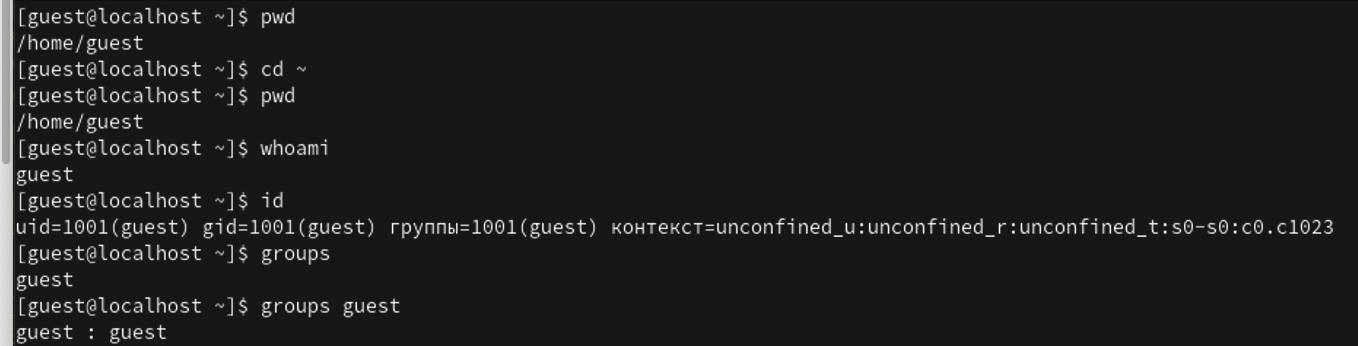 [guest@localhost ~]$ pwd
/home/guest
[guest@localhost ~]$ cd ~
[guest@localhost ~]$ pwd
/home/guest
[guest@localhost ~]$ whoami
guest
[guest@localhost ~]$ id
uid=1001(guest) gid=1001(guest) группы=1001(guest) контекст=unconfined_u:unconfined_r:unconfined_t:s0-s0:c0.c1023
[guest@localhost ~]$ groups
guest
[guest@localhost ~]$ groups guest
guest : guest